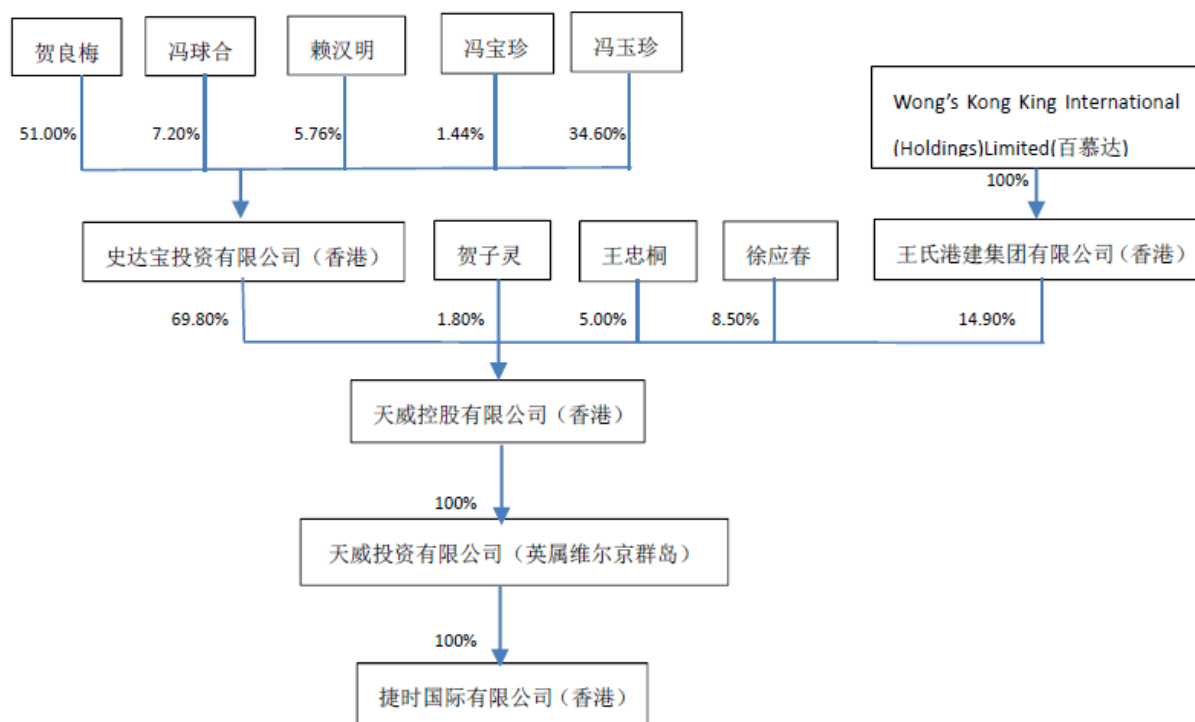 贺良梅
冯球合
赖汉明
冯宝珍
冯玉珍
Wong's Kong King International
(Holdings)Limited(百慕达)
51.00%
7.20%
5.76%
1.44%
34.60%
100%
史达宝投资有限公司（香港）
贺子灵
王忠桐
徐应春
王氏港建集团有限公司（香港）
69.80%
1.80%
5.00%
8.50%
14.90%
天威控股有限公司（香港）
100%
天威投资有限公司（英属维尔京群岛）
100%
捷时国际有限公司（香港）